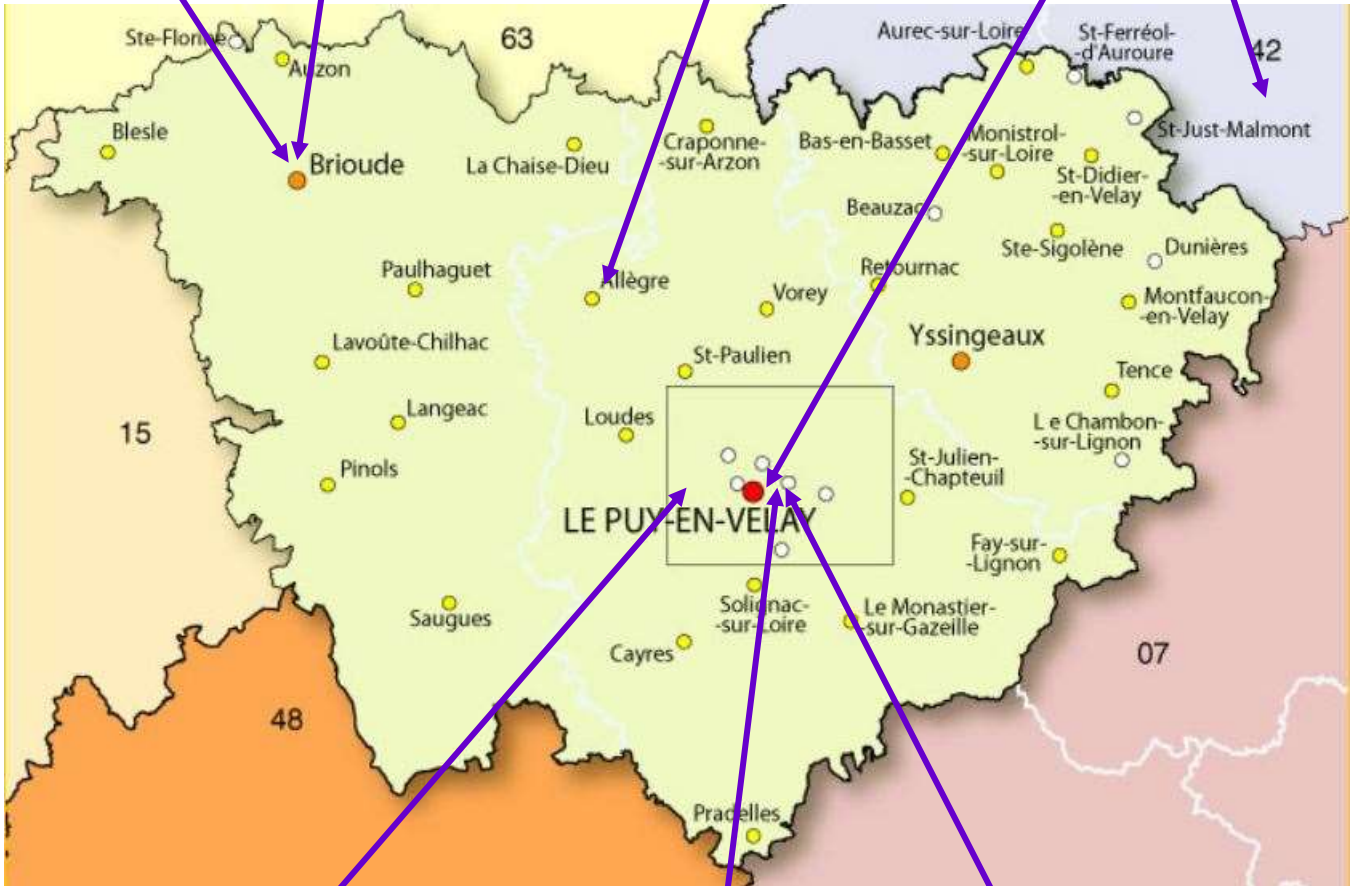 63
Aurec-sur-Loire
St-Ferréol-
-d'Auroure
42
Ste-Florine
Auzon
Blesle
Brioude
La Chaise-Dieu
Craponne-
-sur-Arzon
Bas-en-Basset
Monistrol-
-sur-Loire
St-Just-Malmont
St-Didier-
-en-Velay
Beauzac
Ste-Sigolène
Dunières
Paulhaguet
Allègre
Vorey
Retournac
Montfaucon-
-en-Velay
Lavoûte-Chilhac
St-Paulien
Yssingeaux
Tence
15
Langeac
Loudes
L e Chambon-
-sur-Lignon
Pinols
St-Julien-
-Chapteuil
LE PUY-EN-VELAY
Fay-sur-
-Lignon
Saugues
Solignac-
-sur-Loire
Le Monastier-
-sur-Gazeille
Cayres
07
48
Pradelles